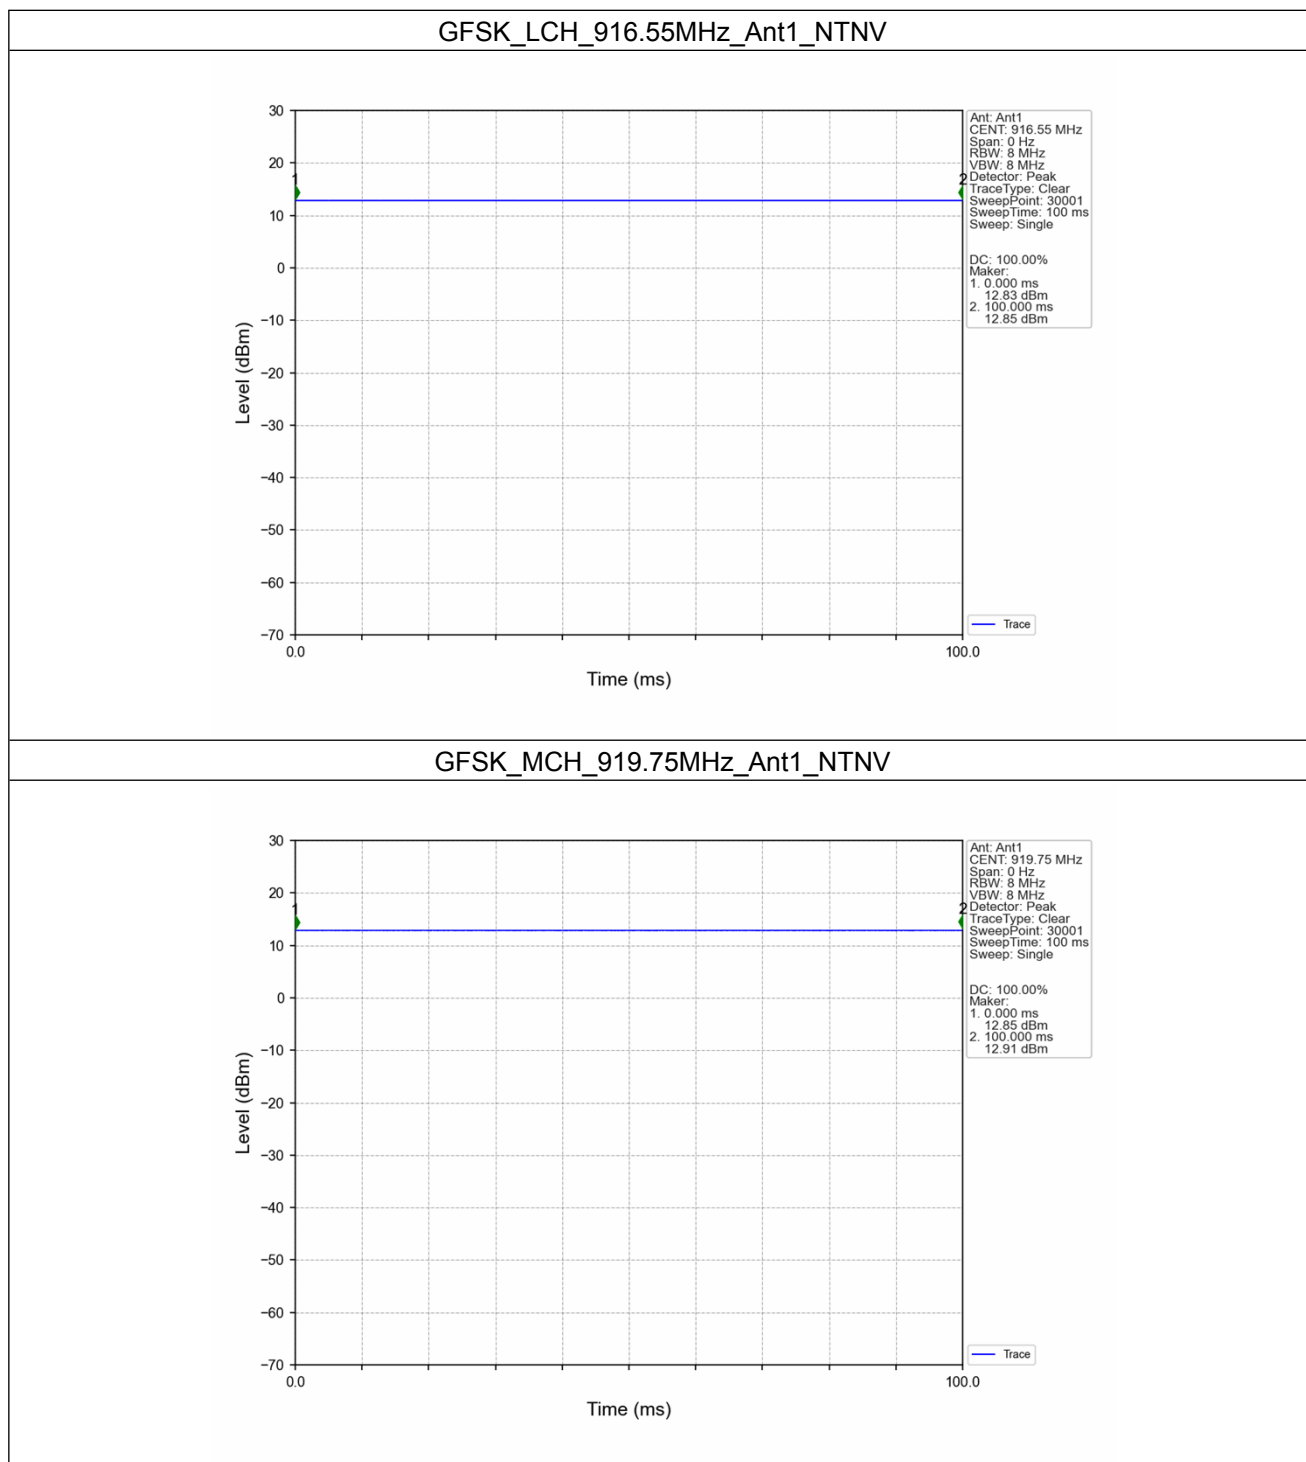 GFSK_LCH_916.55MHz_Ant1_NTNV
30
20
10
0
−10
−20
−30
−40
−50
−60
−70
Level (dBm)
1
2
0.0
100.0
Time (ms)
Ant: Ant1
CENT: 916.55 MHz
Span: 0 Hz
RBW: 8 MHz
VBW: 8 MHz
Detector: Peak
TraceType: Clear
SweepPoint: 30001
SweepTime: 100 ms
Sweep: Single
DC: 100.00%
Maker:
1. 0.000 ms
12.83 dBm
2. 100.000 ms
12.85 dBm
Trace
GFSK_MCH_919.75MHz_Ant1_NTNV
30
20
10
0
−10
−20
−30
−40
−50
−60
−70
Level (dBm)
1
2
0.0
100.0
Time (ms)
Ant: Ant1
CENT: 919.75 MHz
Span: 0 Hz
RBW: 8 MHz
VBW: 8 MHz
Detector: Peak
TraceType: Clear
SweepPoint: 30001
SweepTime: 100 ms
Sweep: Single
DC: 100.00%
Maker:
1. 0.000 ms
12.85 dBm
2. 100.000 ms
12.91 dBm
Trace